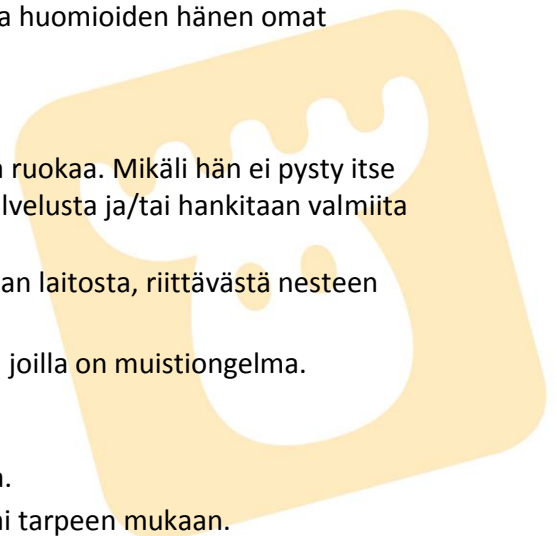 a huomioiden hänen omat
ruokaa. Mikäli hän ei pysty itse
lvelusta ja/tai hankitaan valmiita
an laitosta, riittävästä nesteen
joilla on muistiongelma.
i tarpeen mukaan.